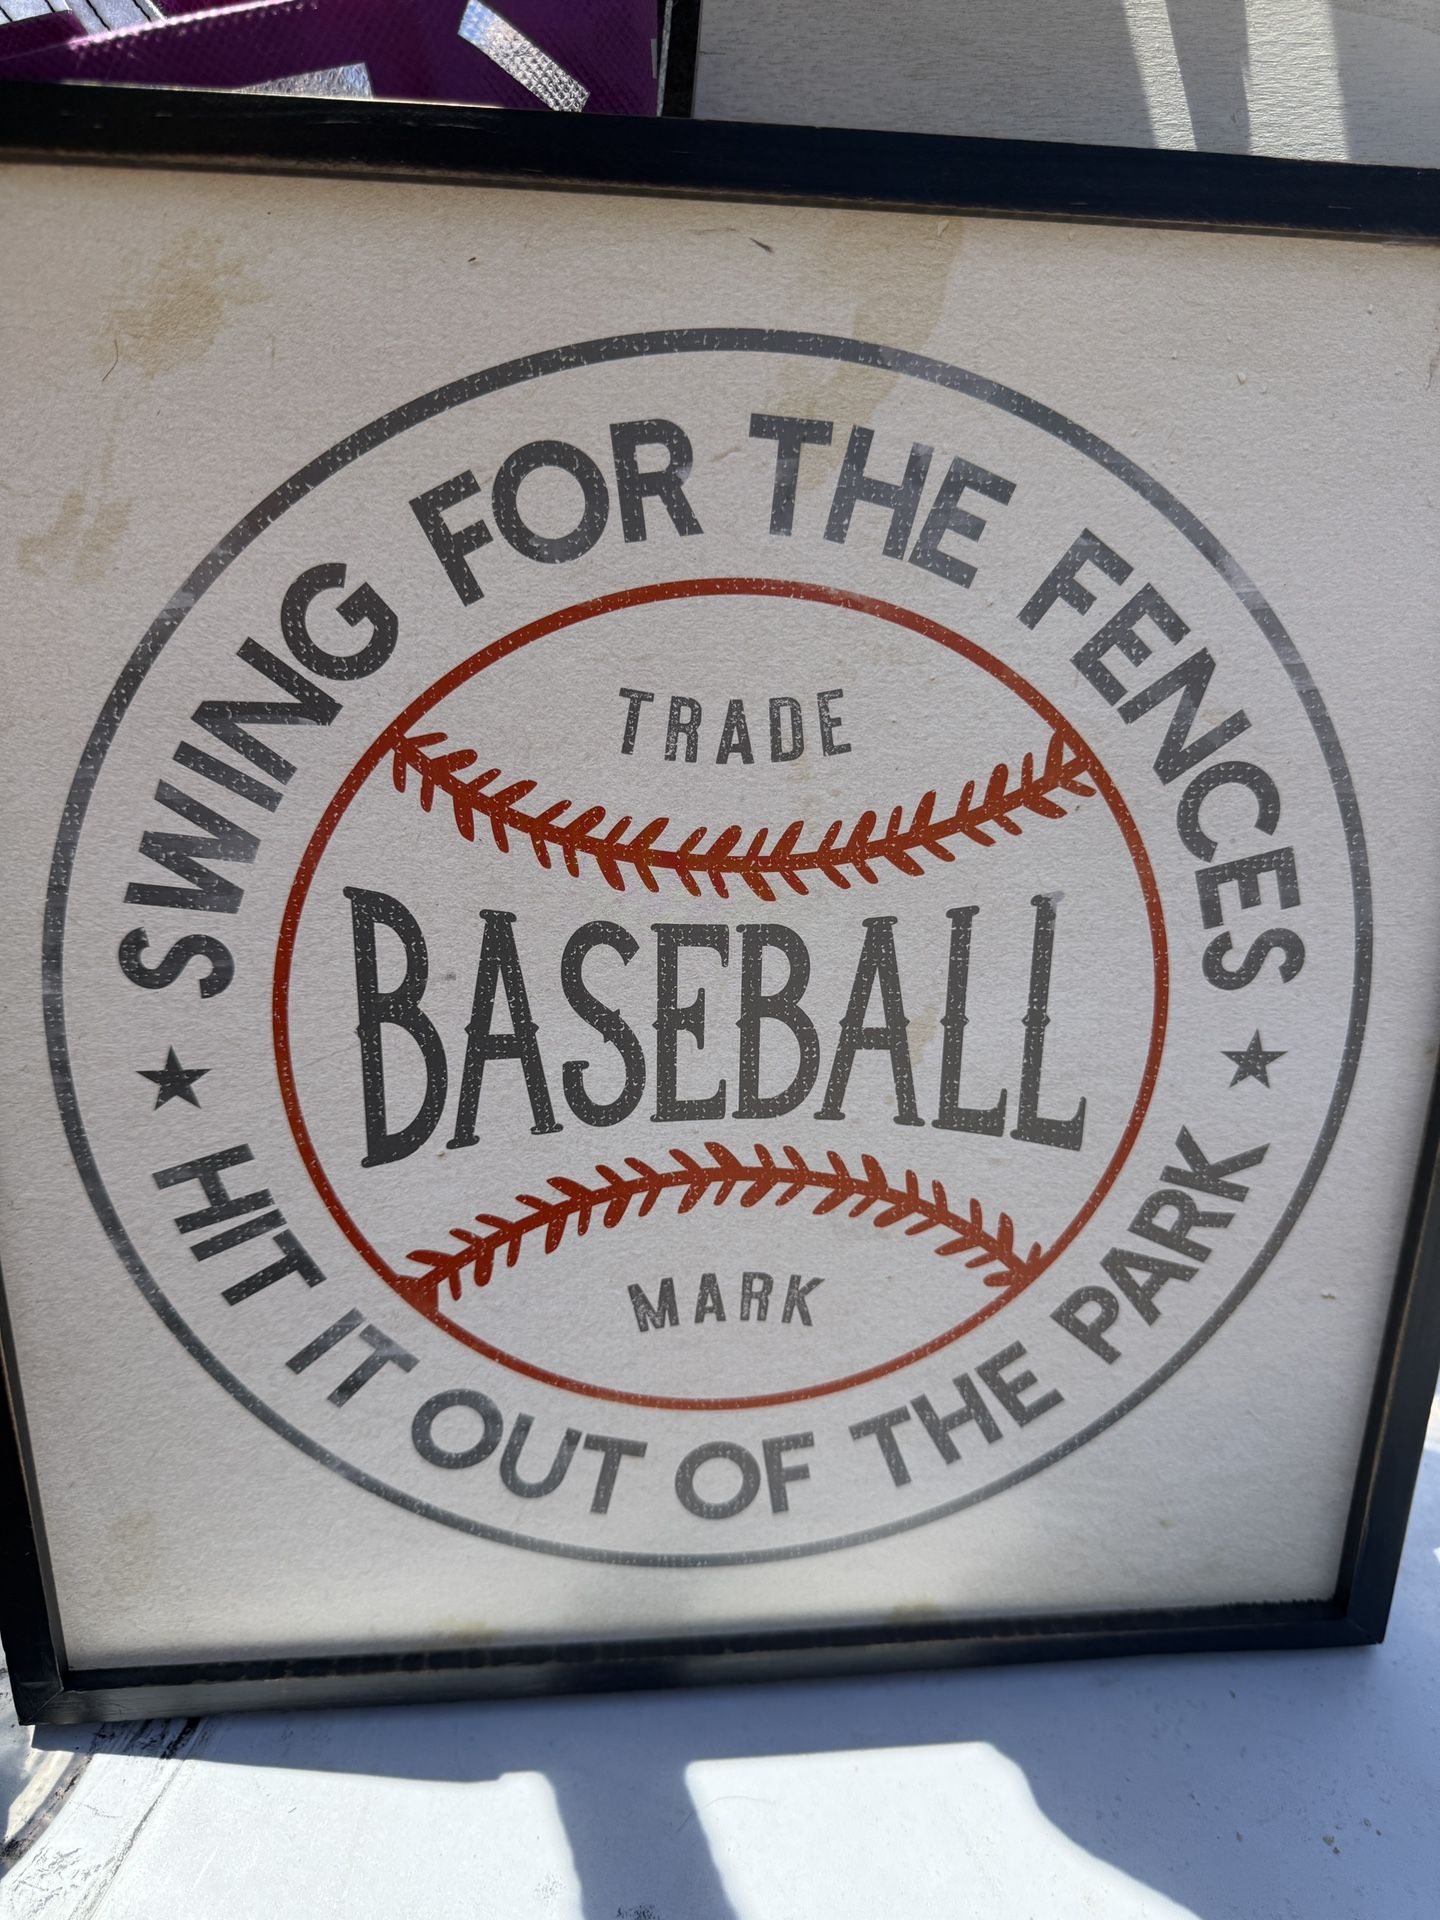 SWING FOR THE FENCES
TRADE
BASEBALL
MARK
HIT IT OUT OF THE PARK